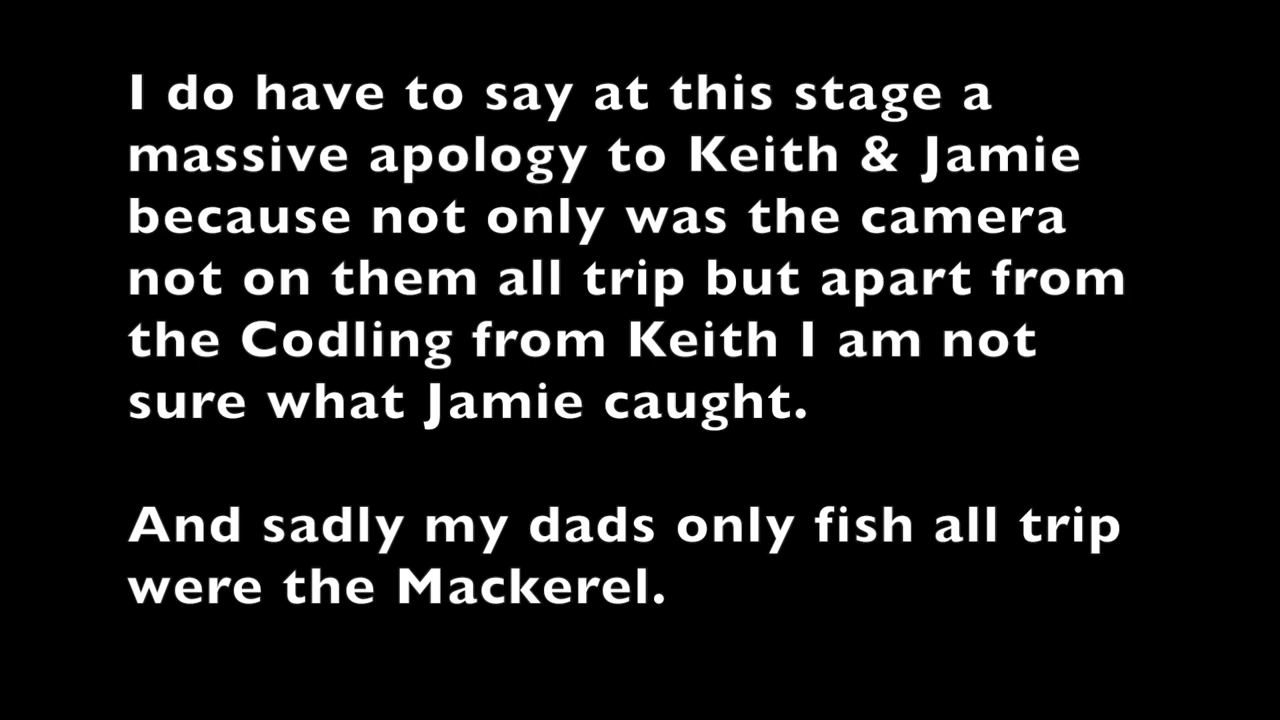 I do have to say at this stage a
massive apology to Keith & Jamie
because not only was the camera
not on them all trip but apart from
the Codling from Keith I am not
sure what Jamie caught.
And sadly my dads only fish all trip
were the Mackerel.